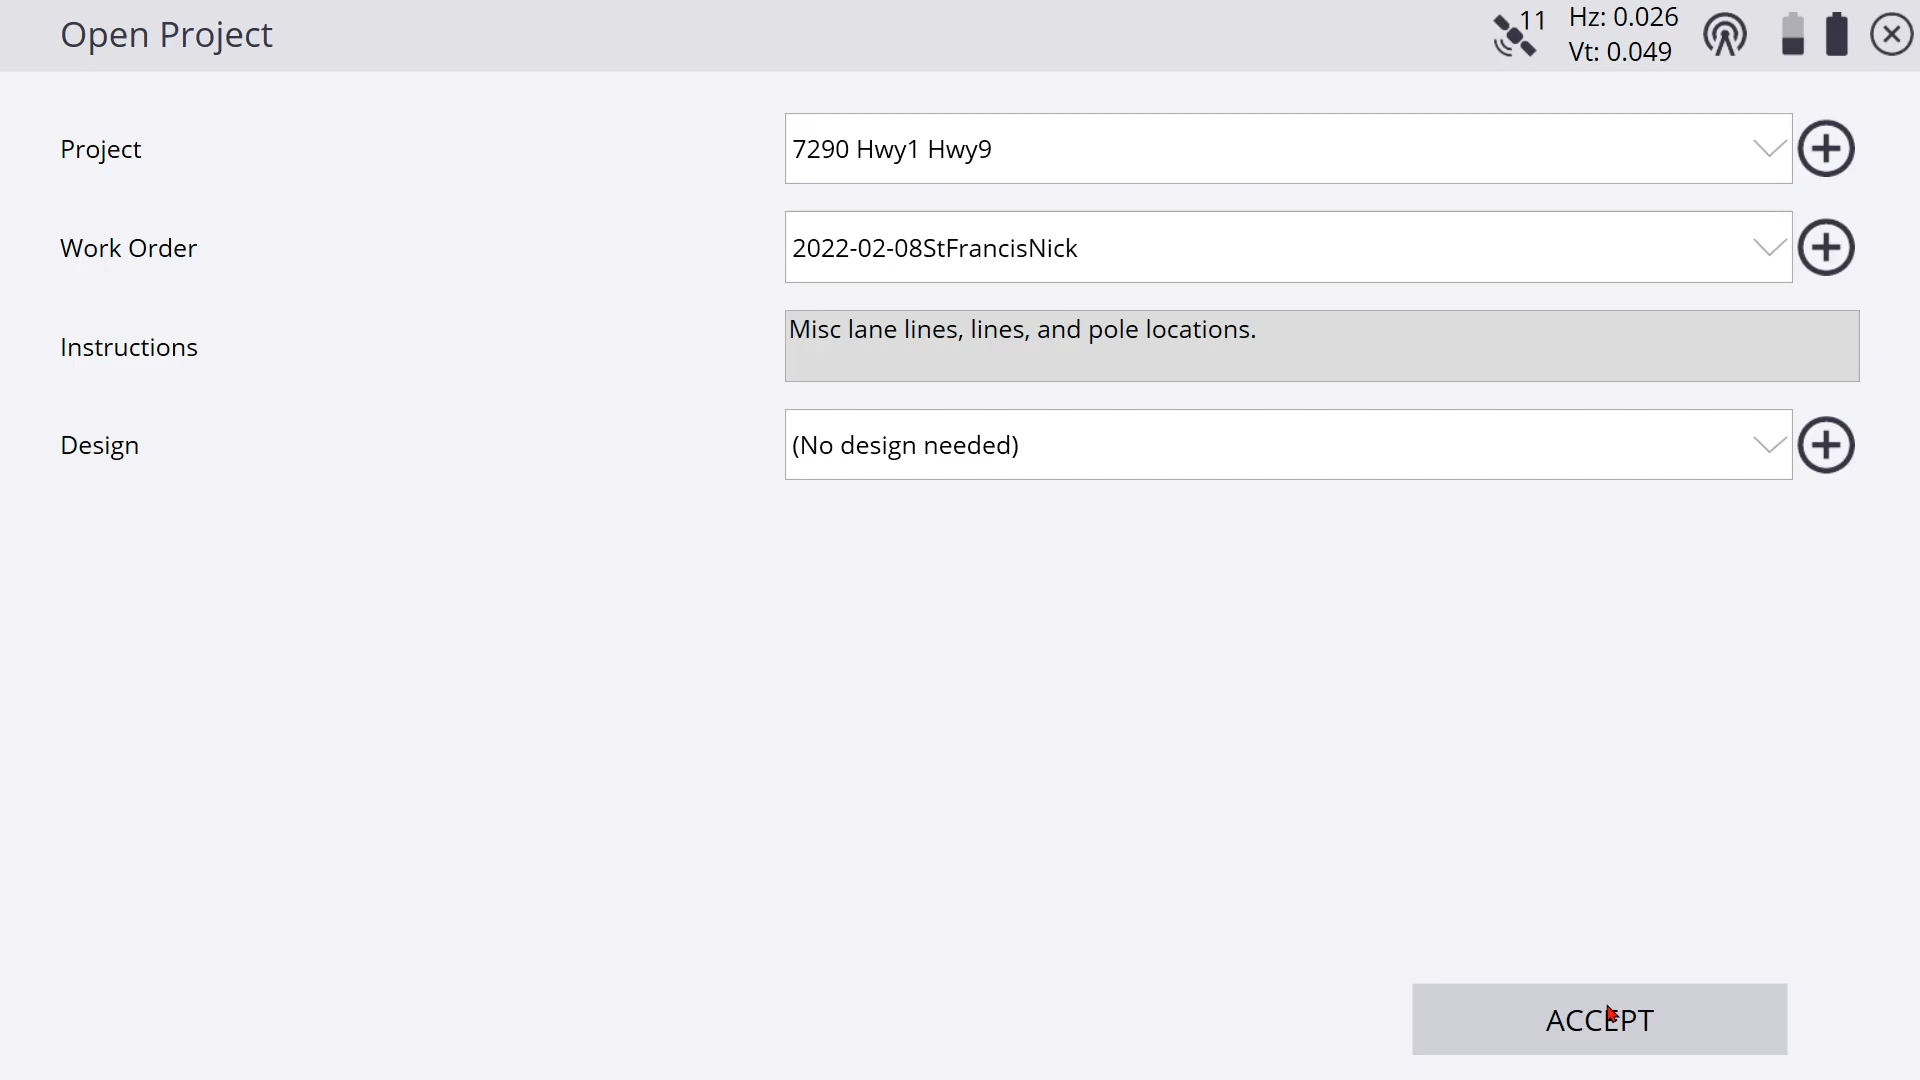 Open Project
11
Hz: 0.026
Vt: 0.049
Project
7290 Hwy1 Hwy9
Work Order
2022-02-08StFrancisNick
Instructions
Misc lane lines, lines, and pole locations.
Design
(No design needed)
ACCEPT